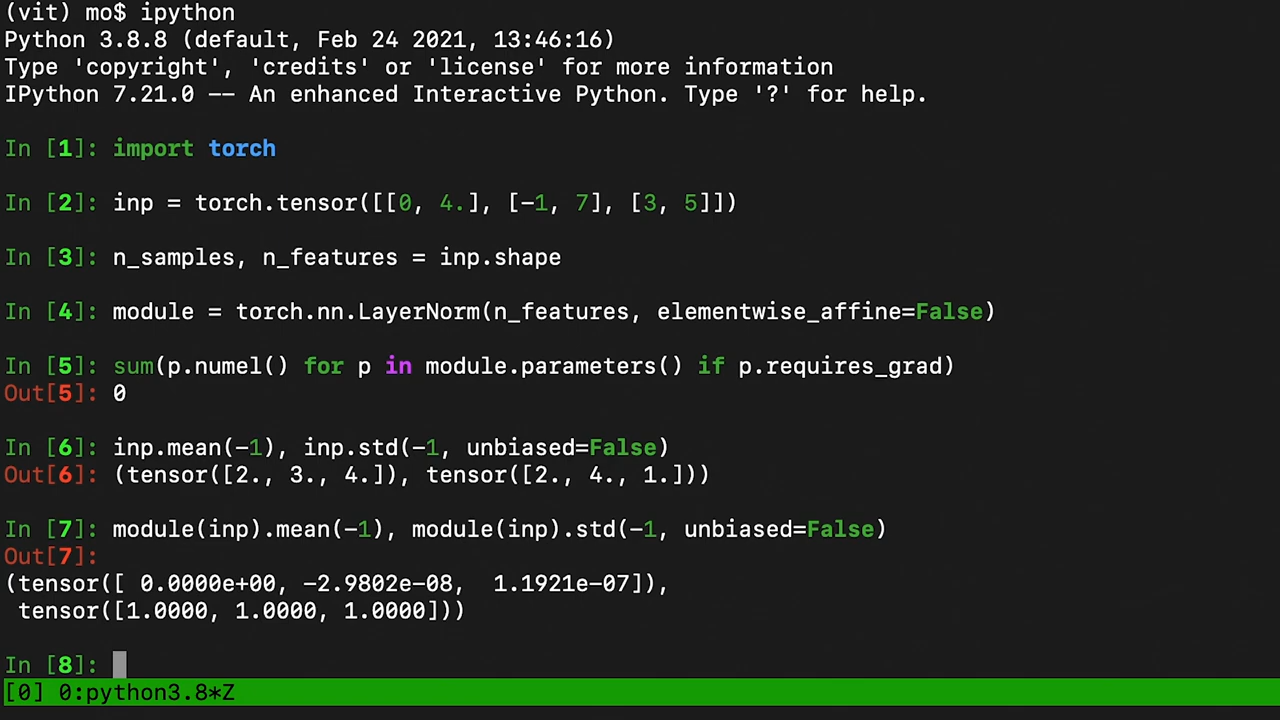 (vit) mo$ ipython
Python 3.8.8 (default, Feb 24 2021, 13:46:16)
Type 'copyright', 'credits' or 'license' for more information
IPython 7.21.0 -- An enhanced Interactive Python. Type '?' for help.
In [1]: import torch
In [2]: inp = torch.tensor([[0, 4.], [-1, 7], [3, 5]])
In [3]: n_samples, n_features = inp.shape
In [4]: module = torch.nn.LayerNorm(n_features, elementwise_affine=False)
In [5]: sum(p.numel() for p in module.parameters() if p.requires_grad)
Out[5]: 0
In [6]: inp.mean(-1), inp.std(-1, unbiased=False)
Out[6]: (tensor([2., 3., 4.]), tensor([2., 4., 1.]))
In [7]: module(inp).mean(-1), module(inp).std(-1, unbiased=False)
Out[7]:
(tensor([ 0.0000e+00, -2.9802e-08,  1.1921e-07]),
 tensor([1.0000, 1.0000, 1.0000]))
In [8]:
[0] 0:python3.8*Z